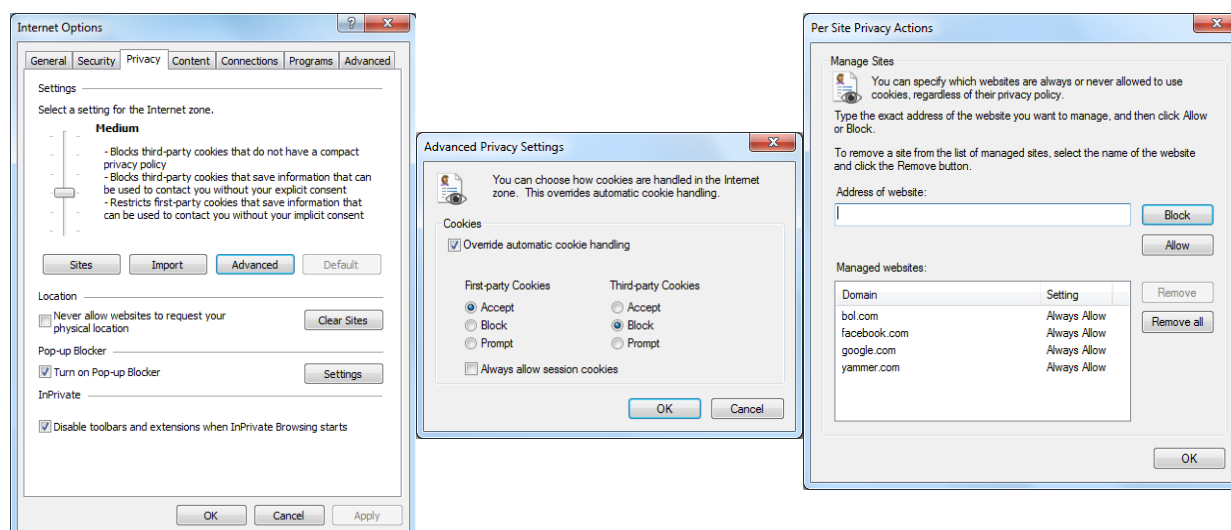 Internet Options
General Security Privacy Content Connections Programs Advanced
Settings
Select a setting for the Internet zone.
Medium
- Blocks third-party cookies that do not have a compact
privacy policy
- Blocks third-party cookies that save information that can
be used to contact you without your explicit consent
- Restricts first-party cookies that save information that
can be used to contact you without your implicit consent
Sites Import Advanced Default
Location
Never allow websites to request your
physical location
Clear Sites
Pop-up Blocker
Turn on Pop-up Blocker
Settings
InPrivate
Disable toolbars and extensions when InPrivate Browsing starts
OK Cancel Apply
Advanced Privacy Settings
You can choose how cookies are handled in the Internet
zone. This overrides automatic cookie handling.
Cookies
Override automatic cookie handling
First-party Cookies Third-party Cookies
Accept Accept
Block Block
Prompt Prompt
Always allow session cookies
OK Cancel
Per Site Privacy Actions
Manage Sites
You can specify which websites are always or never allowed to use
cookies, regardless of their privacy policy.
Type the exact address of the website you want to manage, and then click Allow
or Block.
To remove a site from the list of managed sites, select the name of the website
and click the Remove button.
Address of website:
Block
Allow
Managed websites:
Domain Setting
Remove
bol.com Always Allow
facebook.com Always Allow
google.com Always Allow
yammer.com Always Allow
Remove all
OK